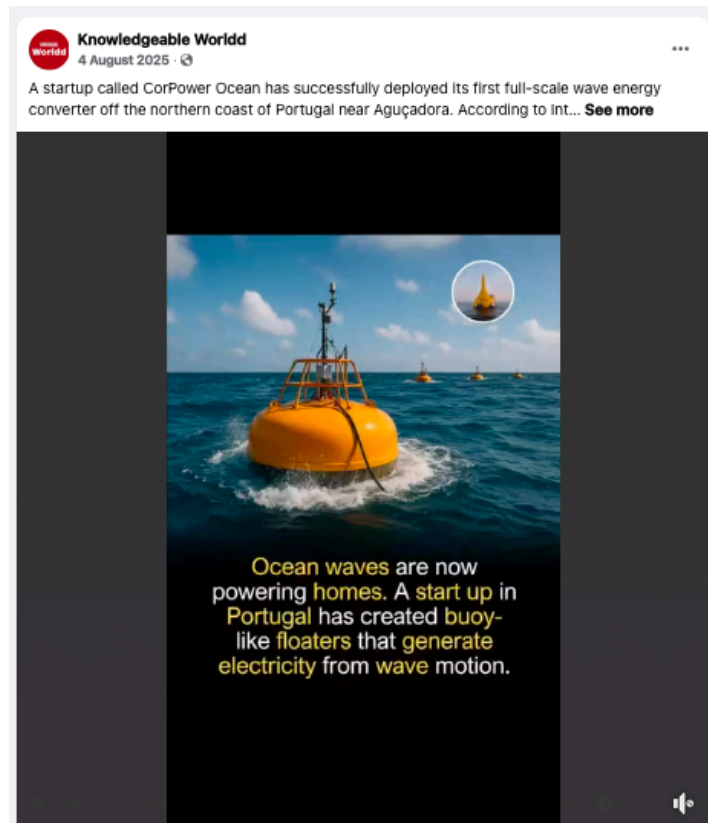 Worldd
Knowledgeable Worldd
4 August 2025 ·
A startup called CorPower Ocean has successfully deployed its first full-scale wave energy
converter off the northern coast of Portugal near Aguçadora. According to Int... See more
Ocean waves are now
powering homes. A start up in
Portugal has created buoy-
like floaters that generate
electricity from wave motion.